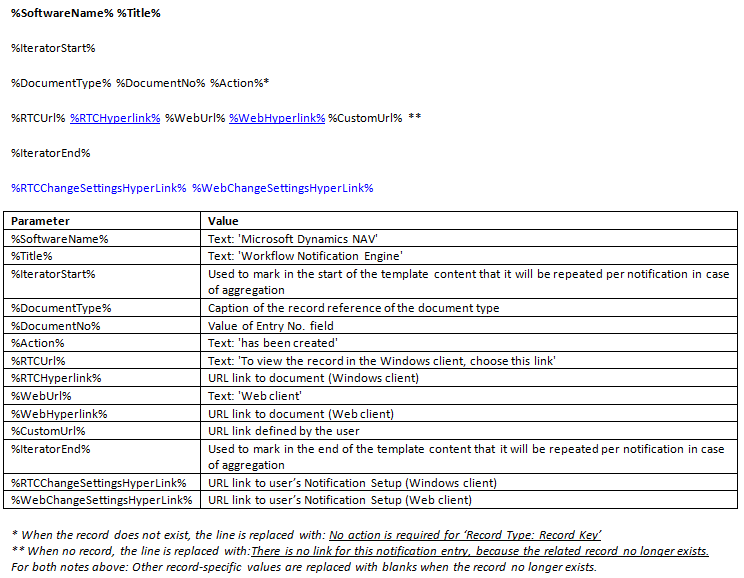 %SoftwareName% %Title%
%IteratorStart%
%DocumentType% %DocumentNo% %Action%*
%RTCUrl% %RTCHyperlink% %WebUrl% %WebHyperlink% %CustomUrl% **
%IteratorEnd%
%RTCChangeSettingsHyperLink% %WebChangeSettingsHyperLink%
Parameter Value
%SoftwareName% Text: 'Microsoft Dynamics NAV'
%Title% Text: 'Workflow Notification Engine'
%IteratorStart% Used to mark in the start of the template content that it will be repeated per notification in case
of aggregation
%DocumentType% Caption of the record reference of the document type
%DocumentNo% Value of Entry No. field
%Action% Text: 'has been created'
%RTCUrl% Text: 'To view the record in the Windows client, choose this link'
%RTCHyperlink% URL link to document (Windows client)
%WebUrl% Text: 'Web client'
%WebHyperlink% URL link to document (Web client)
%CustomUrl% URL link defined by the user
%IteratorEnd% Used to mark in the end of the template content that it will be repeated per notification in case
of aggregation
%RTCChangeSettingsHyperLink% URL link to user’s Notification Setup (Windows client)
%WebChangeSettingsHyperLink% URL link to user’s Notification Setup (Web client)
* When the record does not exist, the line is replaced with: No action is required for ‘Record Type: Record Key’
** When no record, the line is replaced with:There is no link for this notification entry, because the related record no longer exists.
For both notes above: Other record-specific values are replaced with blanks when the record no longer exists.